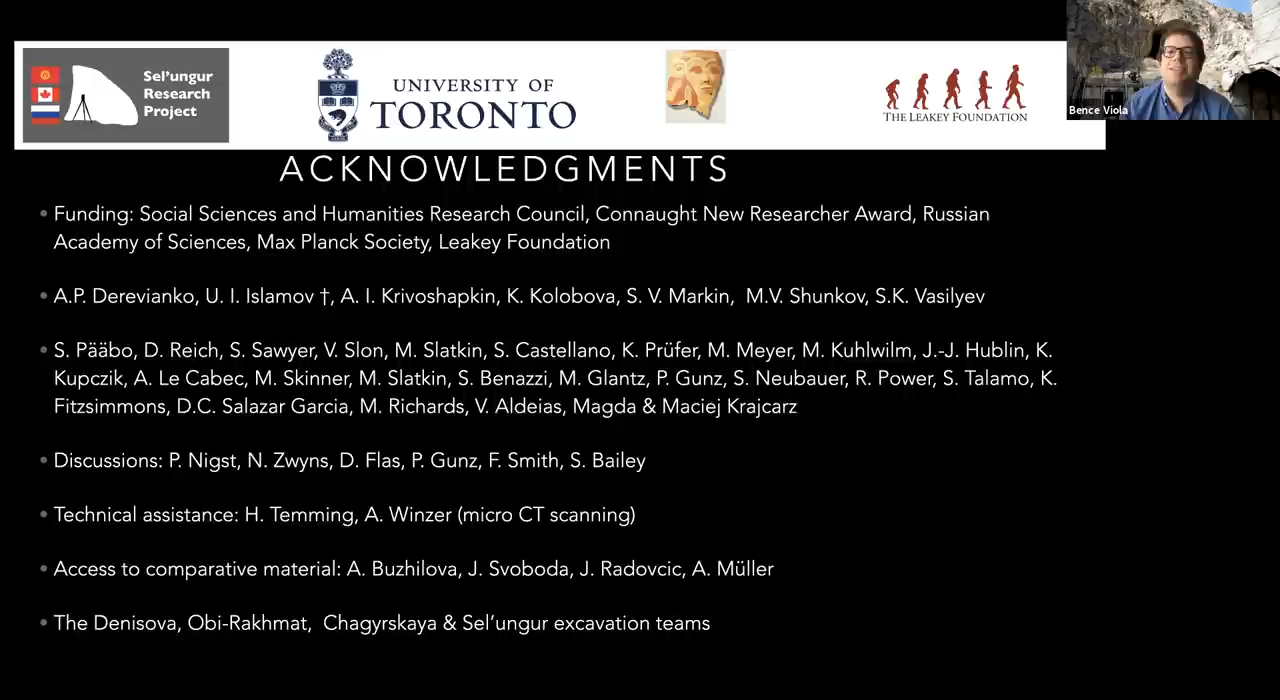 Sel'ungur
Research
Project
UNIVERSITY OF
TORONTO
THE LEAKEY FOUNDATION
Bence Viola
ACKNOWLEDGMENTS
• Funding: Social Sciences and Humanities Research Council, Connaught New Researcher Award, Russian
Academy of Sciences, Max Planck Society, Leakey Foundation
• A.P. Derevianko, U. I. Islamov †, A. I. Krivoshapkin, K. Kolobova, S. V. Markin, M.V. Shunkov, S.K. Vasilyev
• S. Pääbo, D. Reich, S. Sawyer, V. Slon, M. Slatkin, S. Castellano, K. Prüfer, M. Meyer, M. Kuhlwilm, J.-J. Hublin, K.
Kupczik, A. Le Cabec, M. Skinner, M. Slatkin, S. Benazzi, M. Glantz, P. Gunz, S. Neubauer, R. Power, S. Talamo, K.
Fitzsimmons, D.C. Salazar Garcia, M. Richards, V. Aldeias, Magda & Maciej Krajcarz
• Discussions: P. Nigst, N. Zwyns, D. Flas, P. Gunz, F. Smith, S. Bailey
• Technical assistance: H. Temming, A. Winzer (micro CT scanning)
• Access to comparative material: A. Buzhilova, J. Svoboda, J. Radovcic, A. Müller
• The Denisova, Obi-Rakhmat, Chagyrskaya & Sel'ungur excavation teams